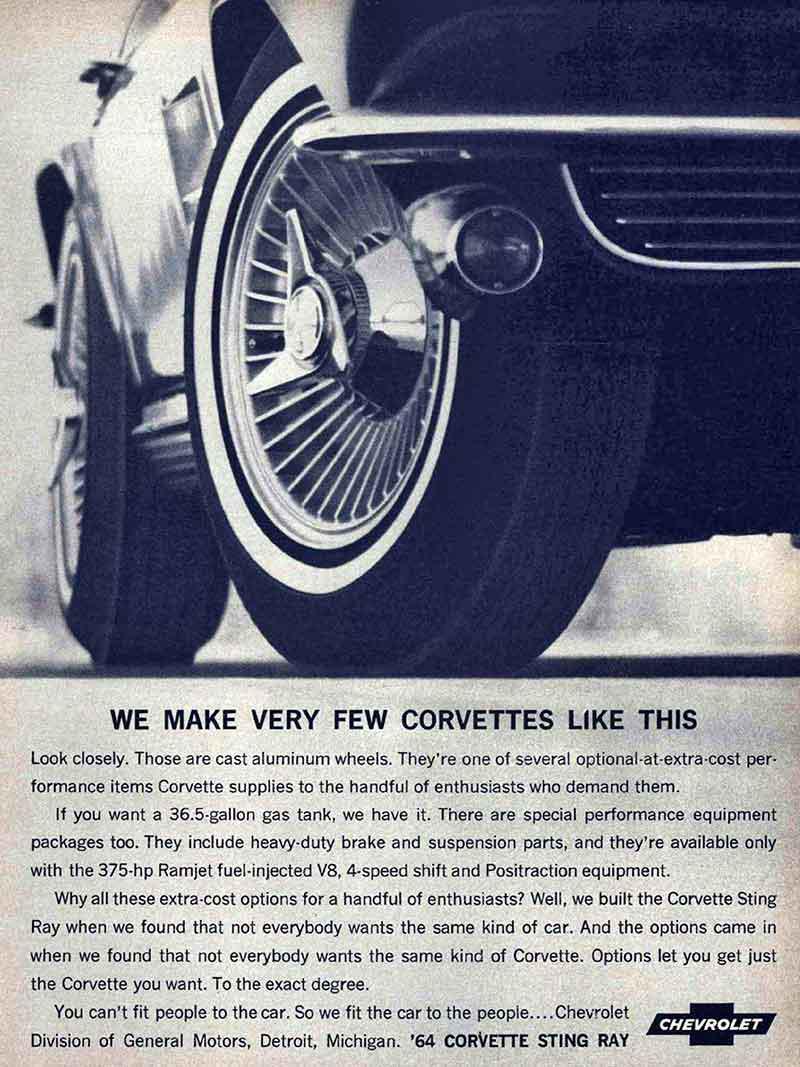 WE MAKE VERY FEW CORVETTES LIKE THIS
Look closely. Those are cast aluminum wheels. They're one of several optional-at-extra-cost per-
formance items Corvette supplies to the handful of enthusiasts who demand them.
If you want a 36.5-gallon gas tank, we have it. There are special performance equipment
packages too. They include heavy-duty brake and suspension parts, and they're available only
with the 375-hp Ramjet fuel-injected V8, 4-speed shift and Positraction equipment.
Why all these extra-cost options for a handful of enthusiasts? Well, we built the Corvette Sting
Ray when we found that not everybody wants the same kind of car. And the options came in
when we found that not everybody wants the same kind of Corvette. Options let you get just
the Corvette you want. To the exact degree.
You can't fit people to the car. So we fit the car to the people....Chevrolet
Division of General Motors, Detroit, Michigan. '64 CORVETTE STING RAY
CHEVROLET